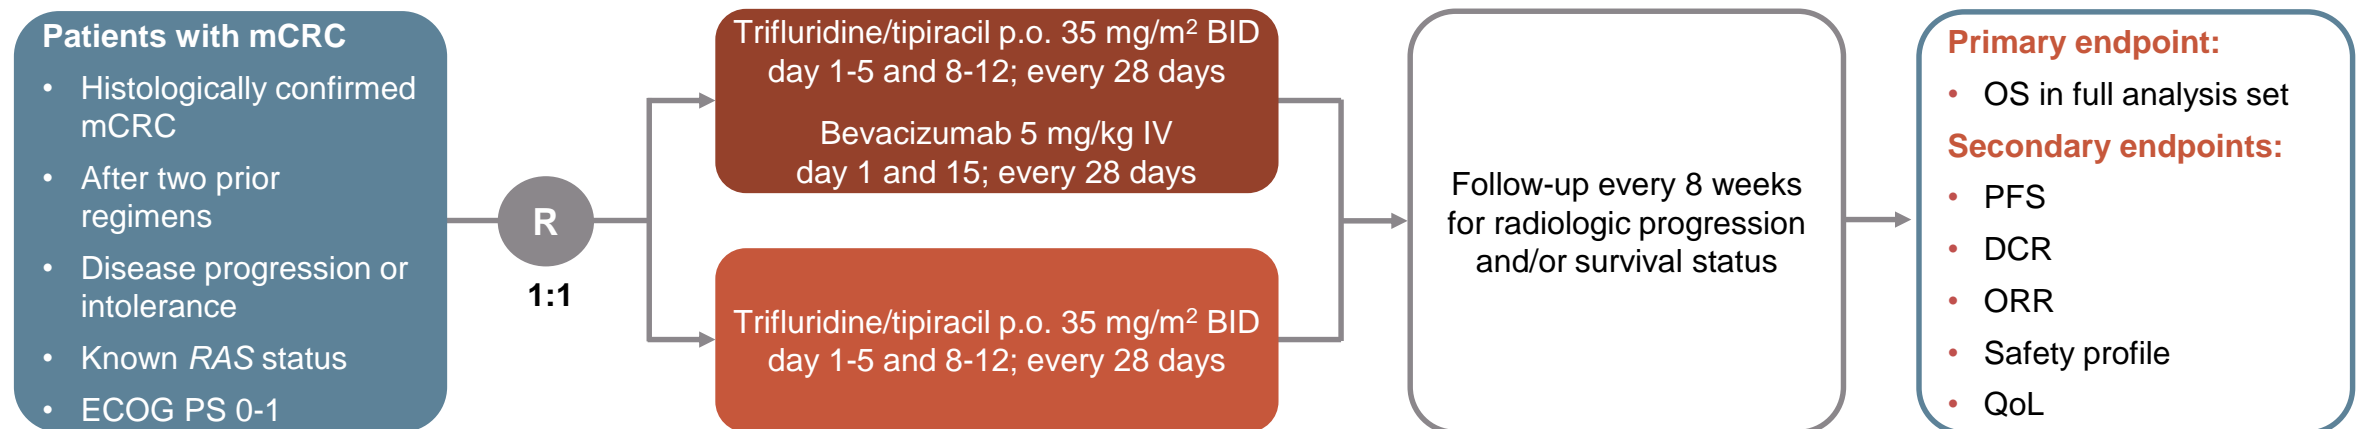 Patients with mCRC
• Histologically confirmed
mCRC
• After two prior
regimens
• Disease progression or
intolerance
• Known RAS status
• ECOG PS 0-1
R
1:1
Trifluridine/tipiracil p.o. 35 mg/m² BID
day 1-5 and 8-12; every 28 days
Bevacizumab 5 mg/kg IV
day 1 and 15; every 28 days
Trifluridine/tipiracil p.o. 35 mg/m² BID
day 1-5 and 8-12; every 28 days
Follow-up every 8 weeks
for radiologic progression
and/or survival status
Primary endpoint:
• OS in full analysis set
Secondary endpoints:
• PFS
• DCR
• ORR
• Safety profile
• QoL